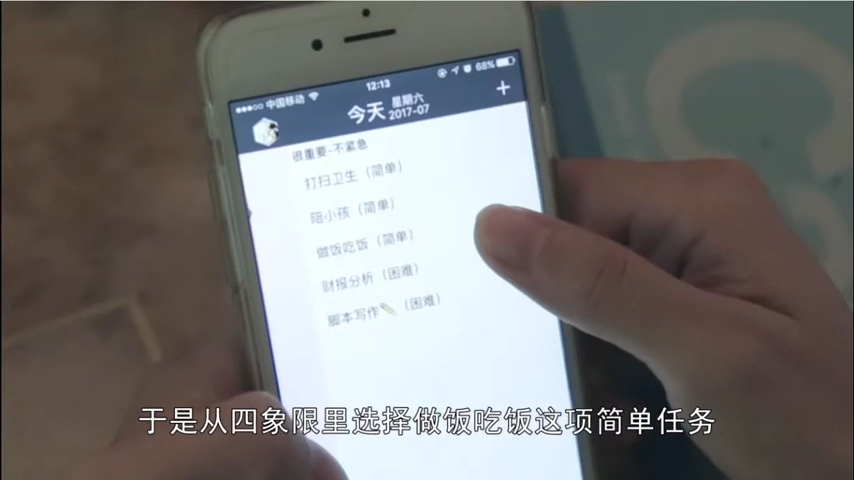 中国移动 12:13 68%
今天 星期六
2017-07
+
很重要-不紧急
打扫卫生（简单）
陪小孩（简单）
做饭吃饭（简单）
财报分析（困难）
脚本写作✏️（困难）
于是从四象限里选择做饭吃饭这项简单任务